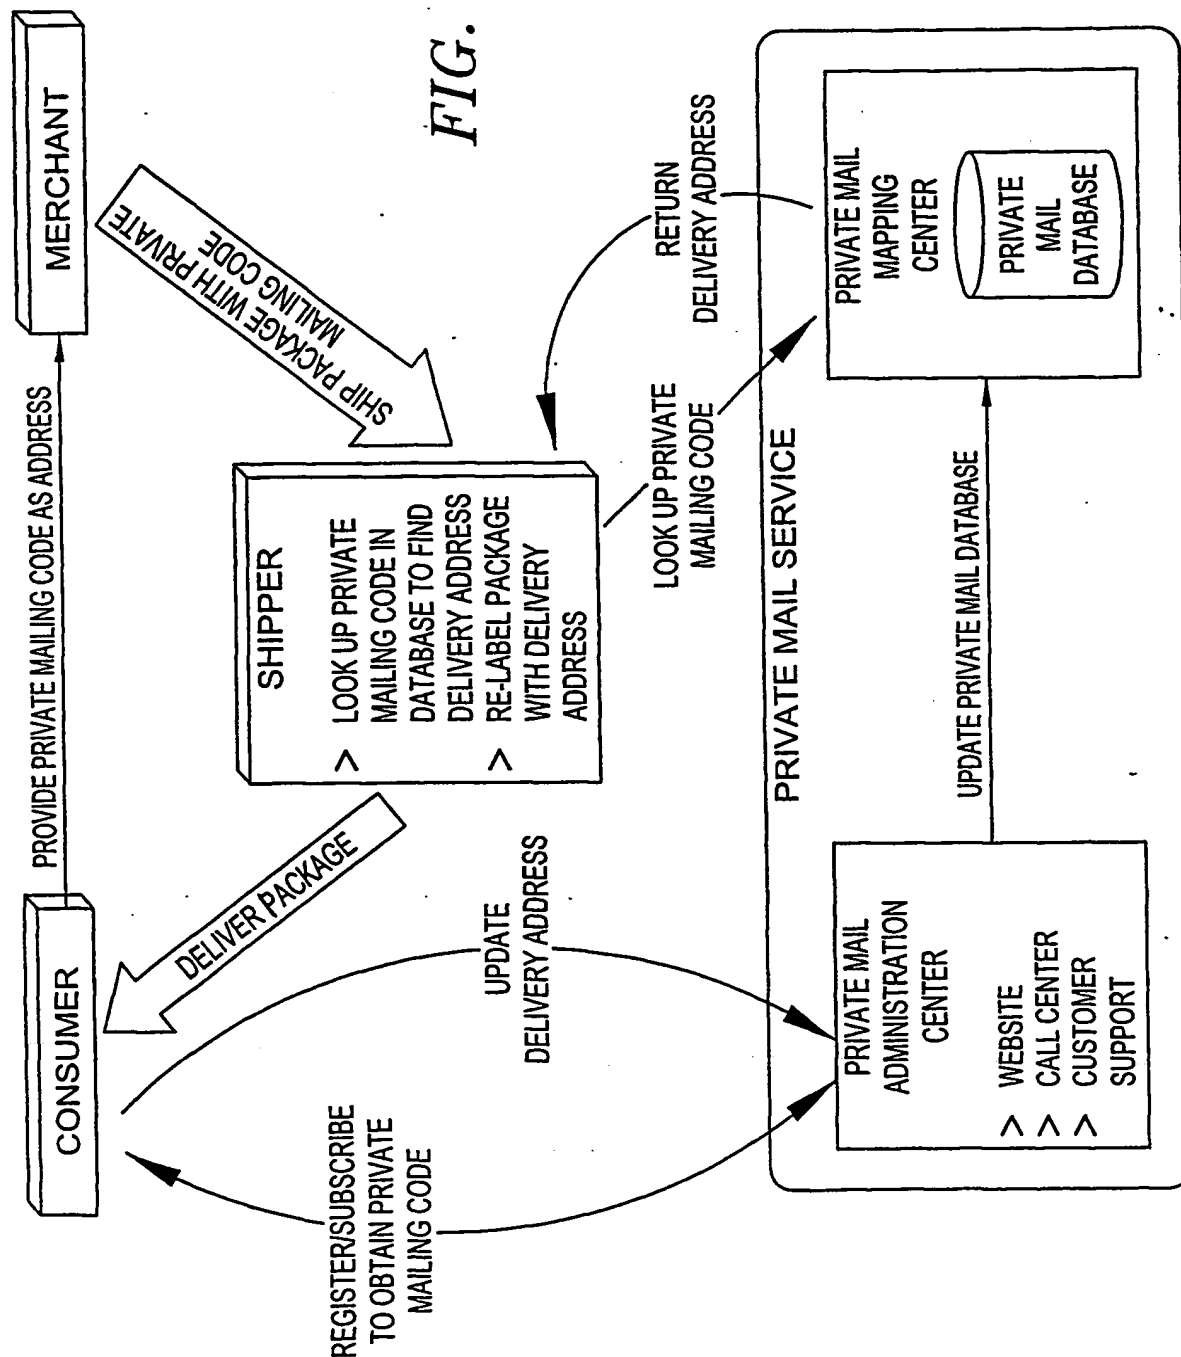 CONSUMER
PROVIDE PRIVATE MAILING CODE AS ADDRESS
MERCHANT
SHIP PACKAGE WITH PRIVATE
MAILING CODE
DELIVER PACKAGE
SHIPPER
> LOOK UP PRIVATE
MAILING CODE IN
DATABASE TO FIND
DELIVERY ADDRESS
> RE-LABEL PACKAGE
WITH DELIVERY
ADDRESS
FIG.
REGISTER/SUBSCRIBE
TO OBTAIN PRIVATE
MAILING CODE
UPDATE
DELIVERY ADDRESS
LOOK UP PRIVATE
MAILING CODE
RETURN
DELIVERY ADDRESS
PRIVATE MAIL SERVICE
PRIVATE MAIL
ADMINISTRATION
CENTER
> WEBSITE
> CALL CENTER
> CUSTOMER
SUPPORT
UPDATE PRIVATE MAIL DATABASE
PRIVATE MAIL
MAPPING
CENTER
PRIVATE
MAIL
DATABASE